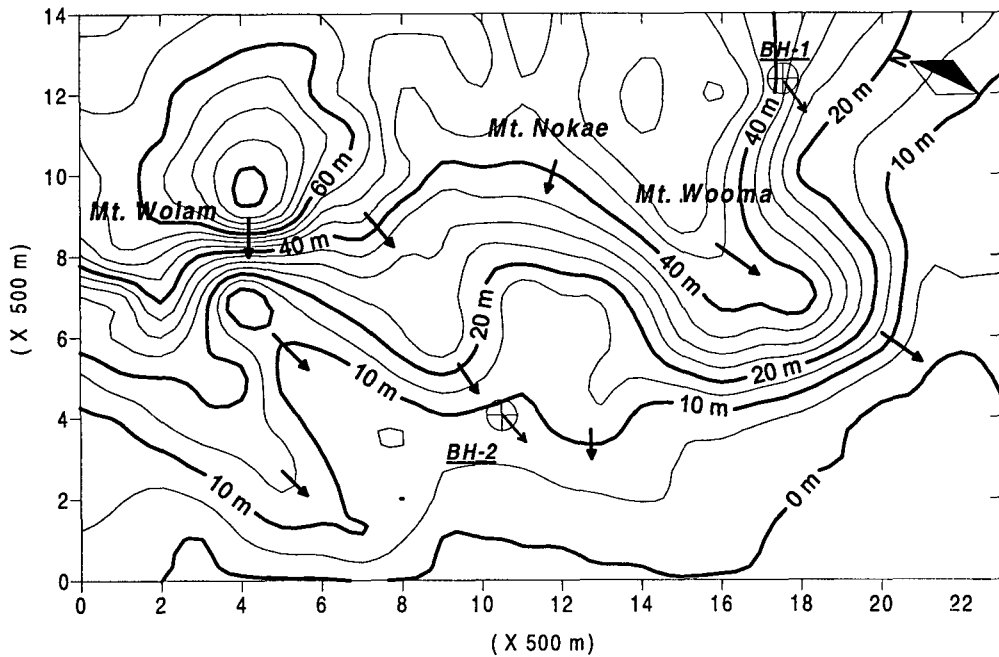 14
12
10
8
6
4
2
0
( X 500 m)
0 2 4 6 8 10 12 14 16 18 20 22
( X 500 m)
BH-1
N
40 m
20 m
10 m
Mt. Nokae
60 m
Mt. Wolam
Mt. Wooma
40 m
40 m
20 m
10 m
20 m
10 m
BH-2
10 m
0 m